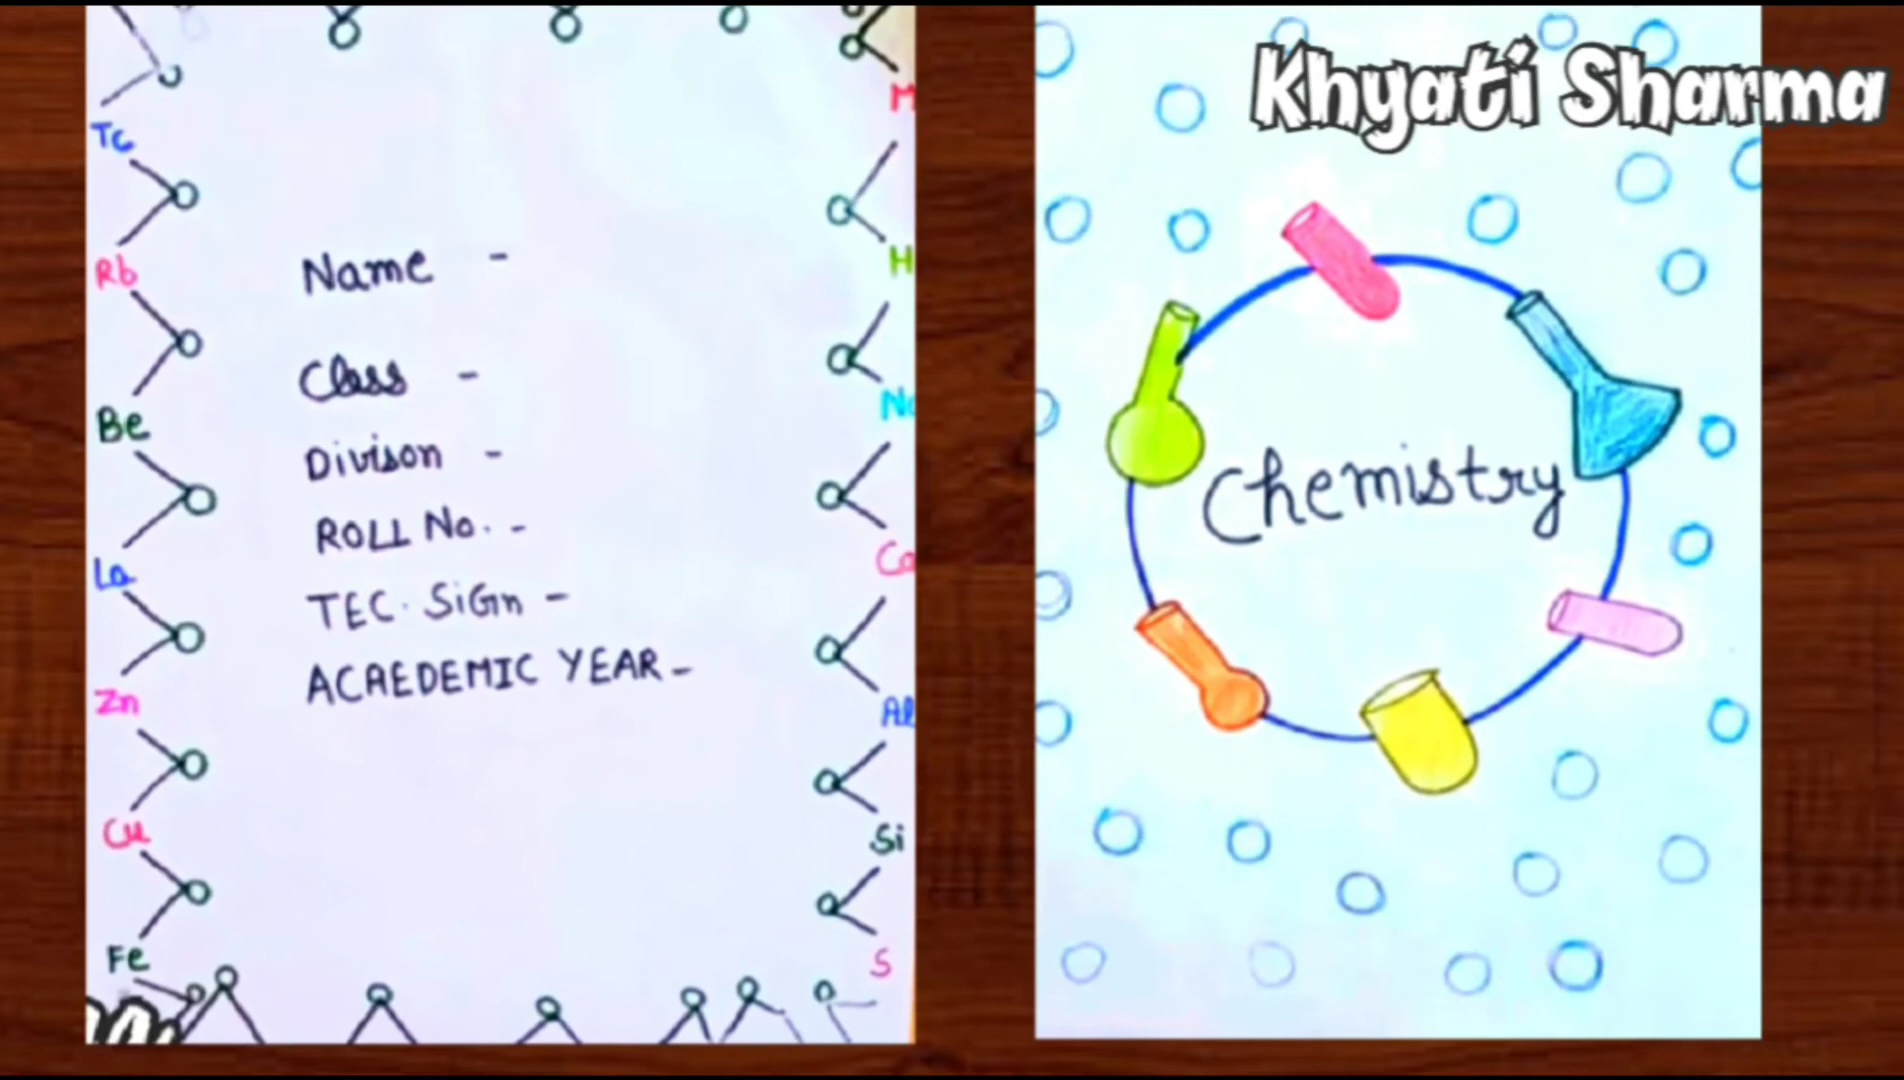 Khyati Sharma
Tc
Rb
Be
La
Zn
Cu
Fe
Name -
Class -
Divison -
ROLL No. -
TEC. SiGn -
ACAEDEMIC YEAR -
M
H
Al
Si
S
Chemistry